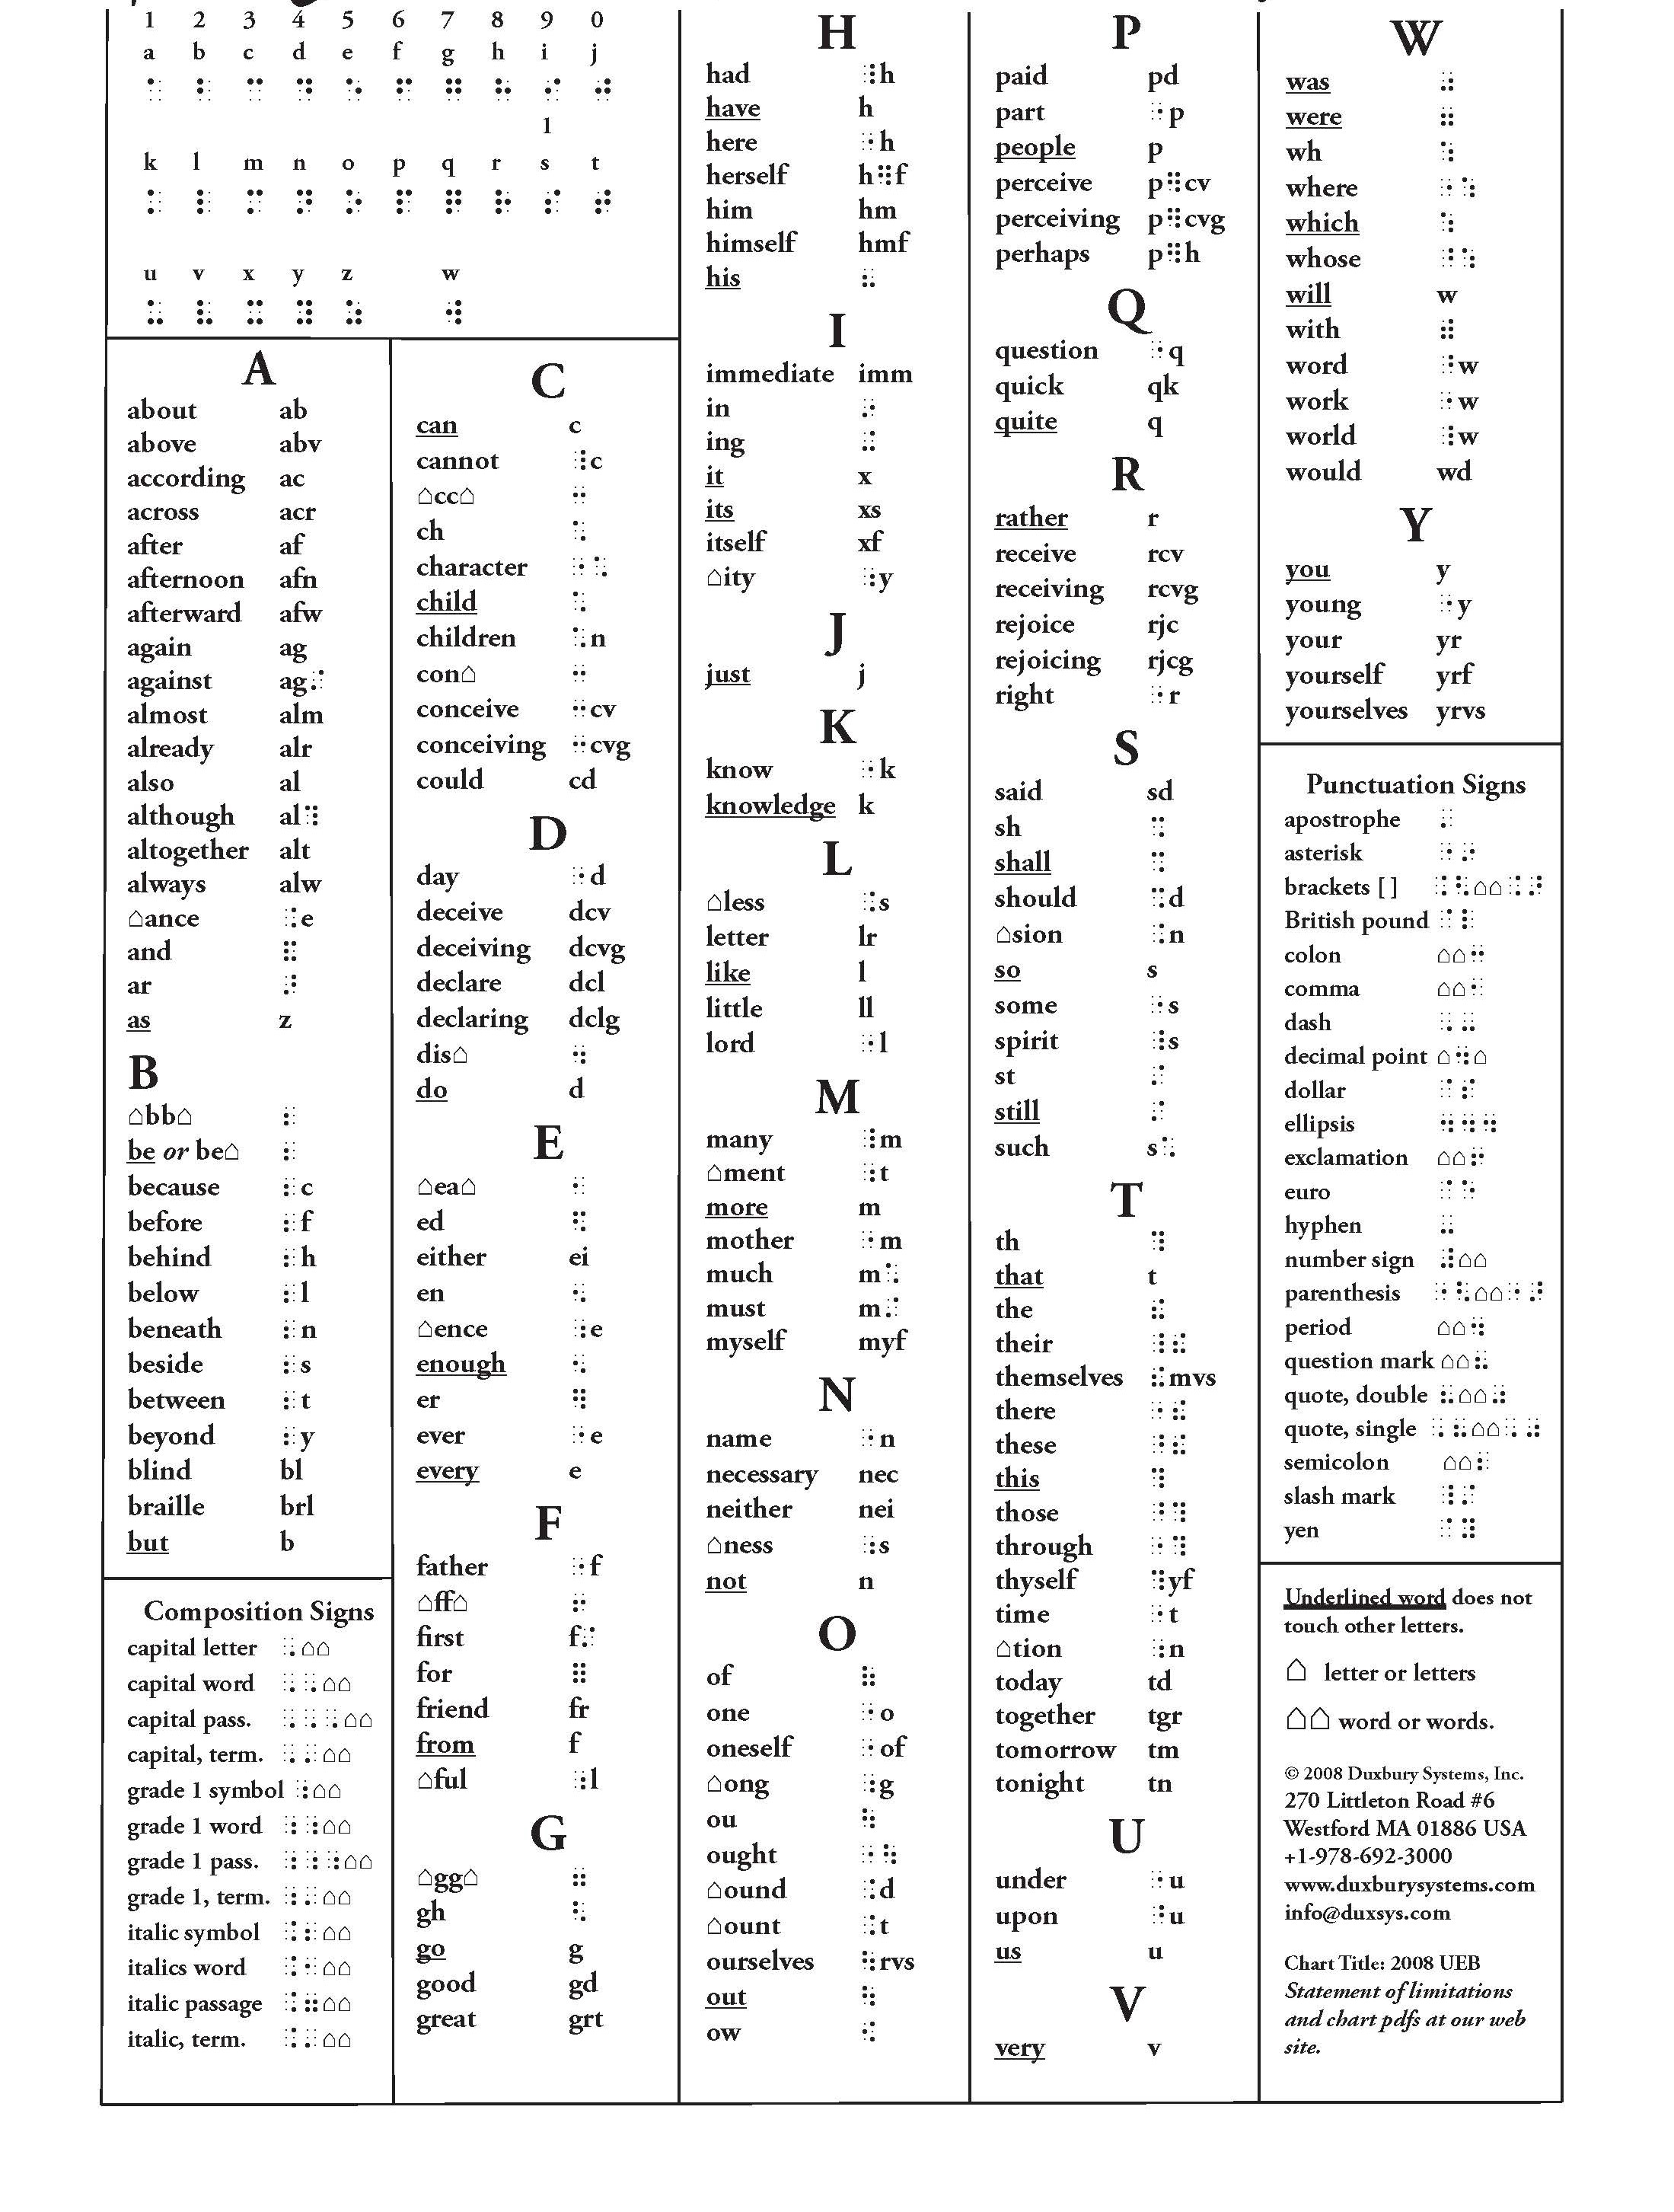 1 2 3 4 5 6 7 8 9 0
a b c d e f g h i j
⠁ ⠃ ⠉ ⠙ ⠑ ⠋ ⠛ ⠓ ⠊ ⠚
l
k l m n o p q r s t
⠅ ⠇ ⠍ ⠝ ⠕ ⠏ ⠟ ⠗ ⠎ ⠞
u v x y z w
⠥ ⠧ ⠭ ⠽ ⠵ ⠺
A
about ab
above abv
according ac
across acr
after af
afternoon afn
afterward afw
again ag
against ag⠌
almost alm
already alr
also al
although al⠹
altogether alt
always alw
⌂ance ⠨e
and ⠯
ar ⠜
as z
B
⌂bb⌂ ⠆
be or be⌂ ⠆
because ⠆c
before ⠆f
behind ⠆h
below ⠆l
beneath ⠆n
beside ⠆s
between ⠆t
beyond ⠆y
blind bl
braille brl
but b
Composition Signs
capital letter ⠠⌂⌂
capital word ⠠⠠⌂⌂
capital pass. ⠠⠠⠠⌂⌂
capital, term. ⠠⠄⌂⌂
grade 1 symbol ⠰⌂⌂
grade 1 word ⠰⠰⌂⌂
grade 1 pass. ⠰⠰⠰⌂⌂
grade 1, term. ⠰⠄⌂⌂
italic symbol ⠨⠆⌂⌂
italics word ⠨⠂⌂⌂
italic passage ⠨⠶⌂⌂
italic, term. ⠨⠄⌂⌂
C
can c
cannot ⠸c
⌂cc⌂ ⠒
ch ⠡
character ⠐⠡
child ⠡
children ⠡n
con⌂ ⠒
conceive ⠒cv
conceiving ⠒cvg
could cd
D
day ⠐d
deceive dcv
deceiving dcvg
declare dcl
declaring dclg
dis⌂ ⠲
do d
E
⌂ea⌂ ⠂
ed ⠫
either ei
en ⠢
⌂ence ⠰e
enough ⠢
er ⠻
ever ⠐e
every e
F
father ⠐f
⌂ff⌂ ⠖
first f⠌
for ⠿
friend fr
from f
⌂ful ⠰l
G
⌂gg⌂ ⠶
gh ⠣
go g
good gd
great grt
H
had ⠸h
have h
here ⠐h
herself h⠻f
him hm
himself hmf
his ⠦
I
immediate imm
in ⠔
ing ⠬
it x
its xs
itself xf
⌂ity ⠰y
J
just j
K
know ⠐k
knowledge k
L
⌂less ⠨s
letter lr
like l
little ll
lord ⠐l
M
many ⠸m
⌂ment ⠰t
more m
mother ⠐m
much m⠡
must m⠌
myself myf
N
name ⠐n
necessary nec
neither nei
⌂ness ⠰s
not n
O
of ⠷
one ⠐o
oneself ⠐of
⌂ong ⠰g
ou ⠳
ought ⠐⠳
⌂ound ⠨d
⌂ount ⠨t
ourselves ⠳rvs
out ⠳
ow ⠪
P
paid pd
part ⠐p
people p
perceive p⠻cv
perceiving p⠻cvg
perhaps p⠻h
Q
question ⠐q
quick qk
quite q
R
rather r
receive rcv
receiving rcvg
rejoice rjc
rejoicing rjcg
right ⠐r
S
said sd
sh ⠩
shall ⠩
should ⠩d
⌂sion ⠨n
so s
some ⠐s
spirit ⠸s
st ⠌
still ⠌
such s⠡
T
th ⠹
that t
the ⠮
their ⠸⠮
themselves ⠮mvs
there ⠐⠮
these ⠘⠮
this ⠹
those ⠘⠹
through ⠐⠹
thyself ⠹yf
time ⠐t
⌂tion ⠰n
today td
together tgr
tomorrow tm
tonight tn
U
under ⠐u
upon ⠘u
us u
V
very v
W
was ⠴
were ⠶
wh ⠱
where ⠐⠱
which ⠱
whose ⠘⠱
will w
with ⠾
word ⠘w
work ⠐w
world ⠸w
would wd
Y
you y
young ⠐y
your yr
yourself yrf
yourselves yrvs
Punctuation Signs
apostrophe ⠄
asterisk ⠐⠔
brackets [ ] ⠨⠣⌂⌂⠨⠜
British pound ⠈⠇
colon ⌂⌂⠒
comma ⌂⌂⠂
dash ⠠⠤
decimal point ⌂⠲⌂
dollar ⠈⠎
ellipsis ⠲⠲⠲
exclamation ⌂⌂⠖
euro ⠈⠑
hyphen ⠤
number sign ⠼⌂⌂
parenthesis ⠐⠣⌂⌂⠐⠜
period ⌂⌂⠲
question mark ⌂⌂⠦
quote, double ⠦⌂⌂⠴
quote, single ⠠⠦⌂⌂⠠⠴
semicolon ⌂⌂⠆
slash mark ⠸⠌
yen ⠈⠽
Underlined word does not
touch other letters.
⌂ letter or letters
⌂⌂ word or words.
© 2008 Duxbury Systems, Inc.
270 Littleton Road #6
Westford MA 01886 USA
+1-978-692-3000
www.duxburysystems.com
info@duxsys.com
Chart Title: 2008 UEB
Statement of limitations
and chart pdfs at our web
site.